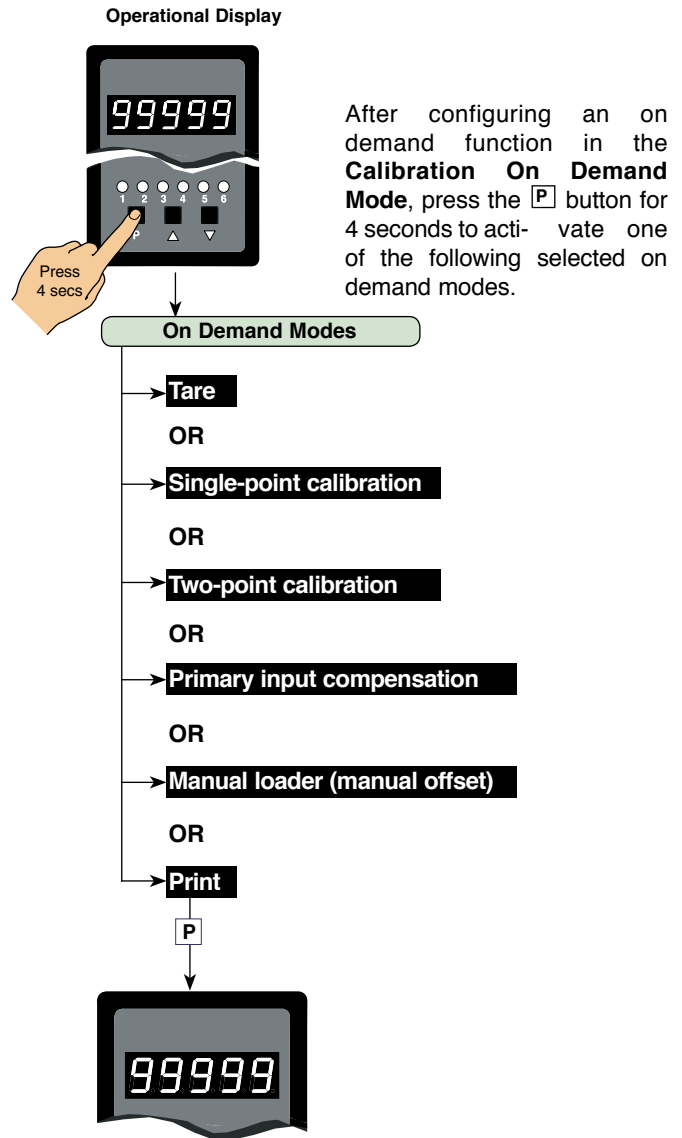 Operational Display
99999
After configuring an on
demand function in the
Calibration On Demand
Mode, press the P button for
4 seconds to acti- vate one
of the following selected on
demand modes.
1 2 3 4 5 6
P △ ▽
Press
4 secs
On Demand Modes
Tare
OR
Single-point calibration
OR
Two-point calibration
OR
Primary input compensation
OR
Manual loader (manual offset)
OR
Print
P
99999